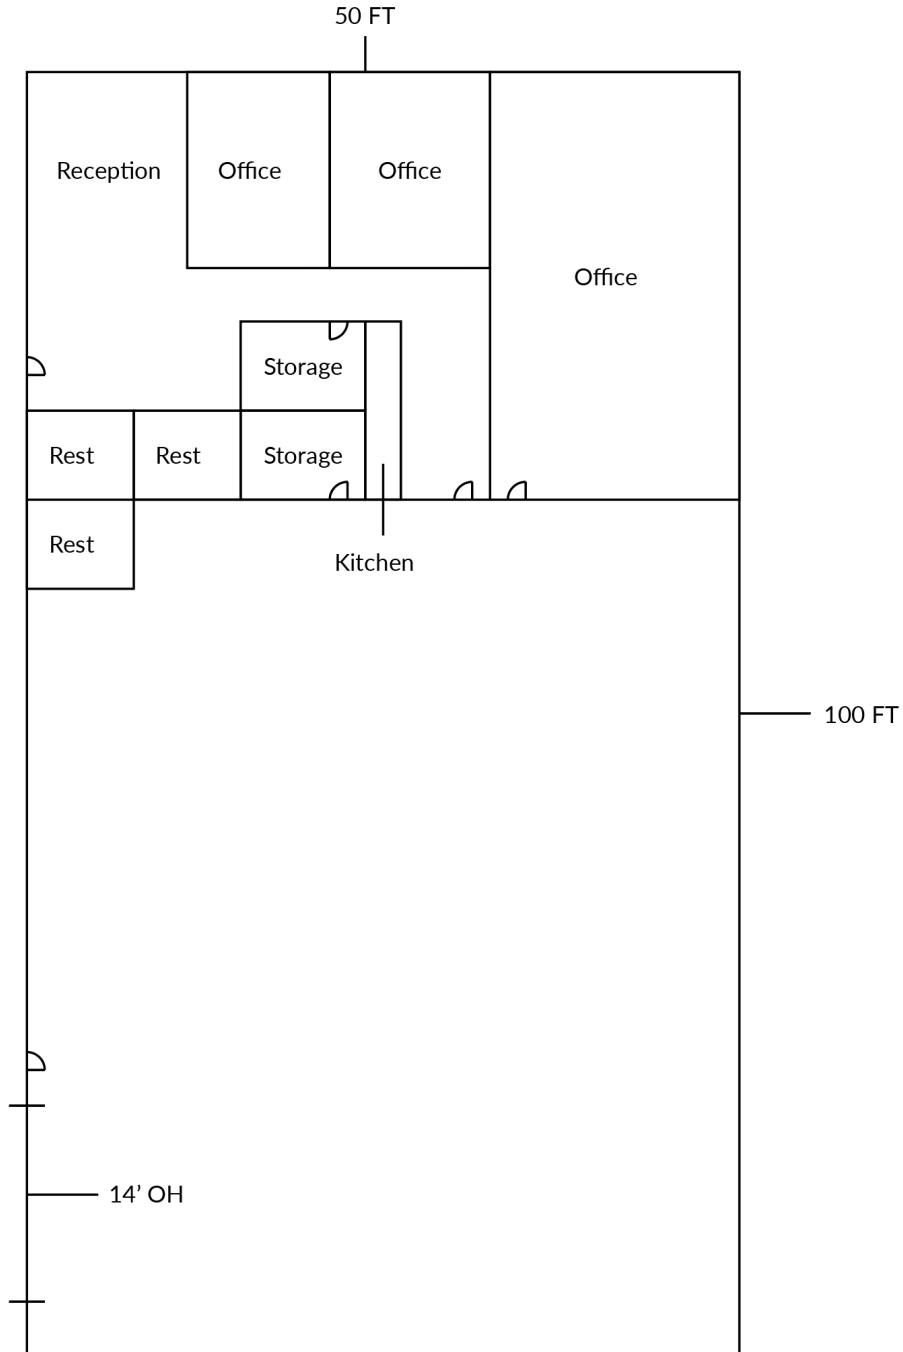 50 FT
Reception
Office
Office
Office
Storage
Rest
Rest
Storage
Rest
Kitchen
100 FT
14’ OH